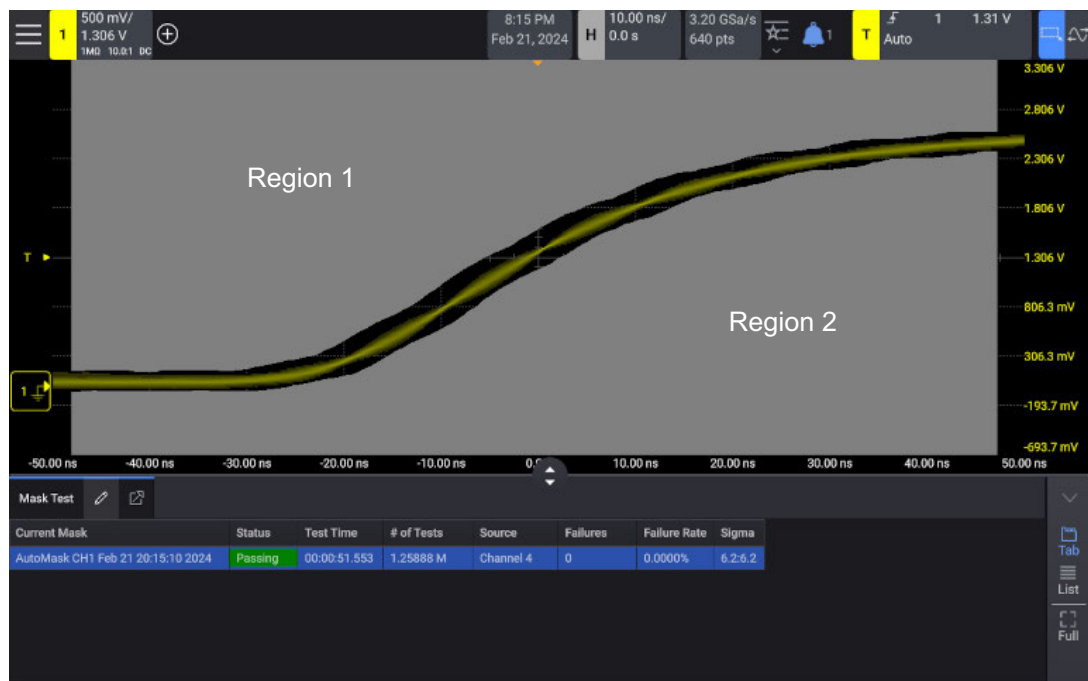 500 mV/
1
1.306 V
1MΩ 10.0:1 DC
8:15 PM
Feb 21, 2024
H
10.00 ns/
0.0 s
3.20 GSa/s
640 pts
1
T
1
1.31 V
Auto
3.306 V
2.806 V
2.306 V
1.806 V
1.306 V
806.3 mV
306.3 mV
-193.7 mV
-693.7 mV
Region 1
T
Region 2
1
-50.00 ns -40.00 ns -30.00 ns -20.00 ns -10.00 ns 10.00 ns 20.00 ns 30.00 ns 40.00 ns 50.00 ns
Mask Test
Current Mask Status Test Time # of Tests Source Failures Failure Rate Sigma
AutoMask CH1 Feb 21 20:15:10 2024 Passing 00:00:51.553 1.25888 M Channel 4 0 0.0000% 6.2:6.2
Tab
List
Full